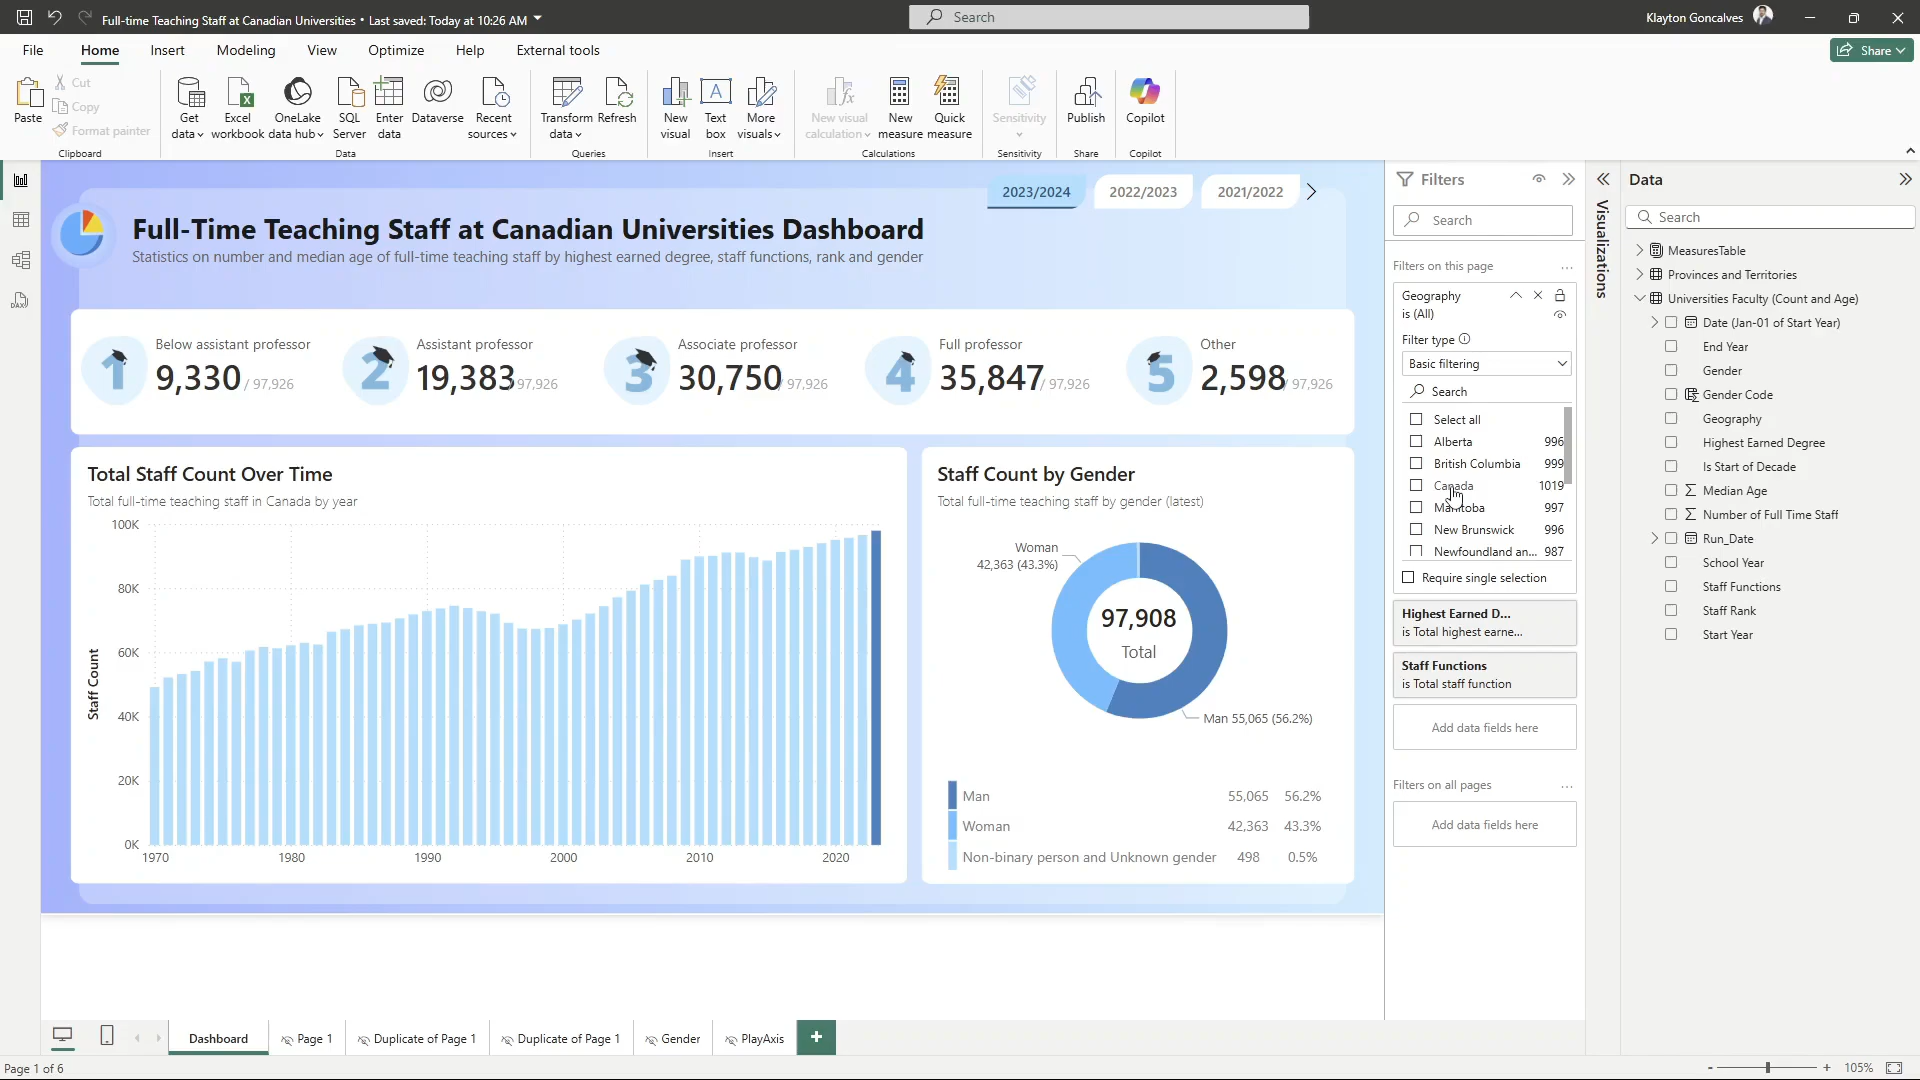 Full-time Teaching Staff at Canadian Universities • Last saved: Today at 10:26 AM
Search
Klayton Goncalves
File
Home
Insert
Modeling
View
Optimize
Help
External tools
Share
Paste
Cut
Copy
Format painter
Clipboard
Get data
Excel workbook
OneLake data hub
SQL Server
Enter data
Dataverse
Recent sources
Data
Transform data
Refresh
Queries
New visual
Text box
More visuals
Insert
New visual calculation
New measure
Quick measure
Calculations
Sensitivity
Sensitivity
Publish
Share
Copilot
Copilot
2023/2024
2022/2023
2021/2022
Full-Time Teaching Staff at Canadian Universities Dashboard
Statistics on number and median age of full-time teaching staff by highest earned degree, staff functions, rank and gender
1
Below assistant professor
9,330 / 97,926
2
Assistant professor
19,383 / 97,926
3
Associate professor
30,750 / 97,926
4
Full professor
35,847 / 97,926
5
Other
2,598 / 97,926
Total Staff Count Over Time
Total full-time teaching staff in Canada by year
Staff Count
100K
80K
60K
40K
20K
0K
1970
1980
1990
2000
2010
2020
Staff Count by Gender
Total full-time teaching staff by gender (latest)
Woman
42,363 (43.3%)
97,908
Total
Man 55,065 (56.2%)
Man 55,065 56.2%
Woman 42,363 43.3%
Non-binary person and Unknown gender 498 0.5%
Filters
Search
Filters on this page
...
Geography
is (All)
Filter type
Basic filtering
Search
Select all
Alberta 996
British Columbia 999
Canada 1019
Manitoba 997
New Brunswick 996
Newfoundland an... 987
Require single selection
Highest Earned D...
is Total highest earne...
Staff Functions
is Total staff function
Add data fields here
Filters on all pages
...
Add data fields here
Visualizations
Data
Search
MeasuresTable
Provinces and Territories
Universities Faculty (Count and Age)
Date (Jan-01 of Start Year)
End Year
Gender
Gender Code
Geography
Highest Earned Degree
Is Start of Decade
Median Age
Number of Full Time Staff
Run_Date
School Year
Staff Functions
Staff Rank
Start Year
Dashboard
Page 1
Duplicate of Page 1
Duplicate of Page 1
Gender
PlayAxis
+
Page 1 of 6
- + 105%